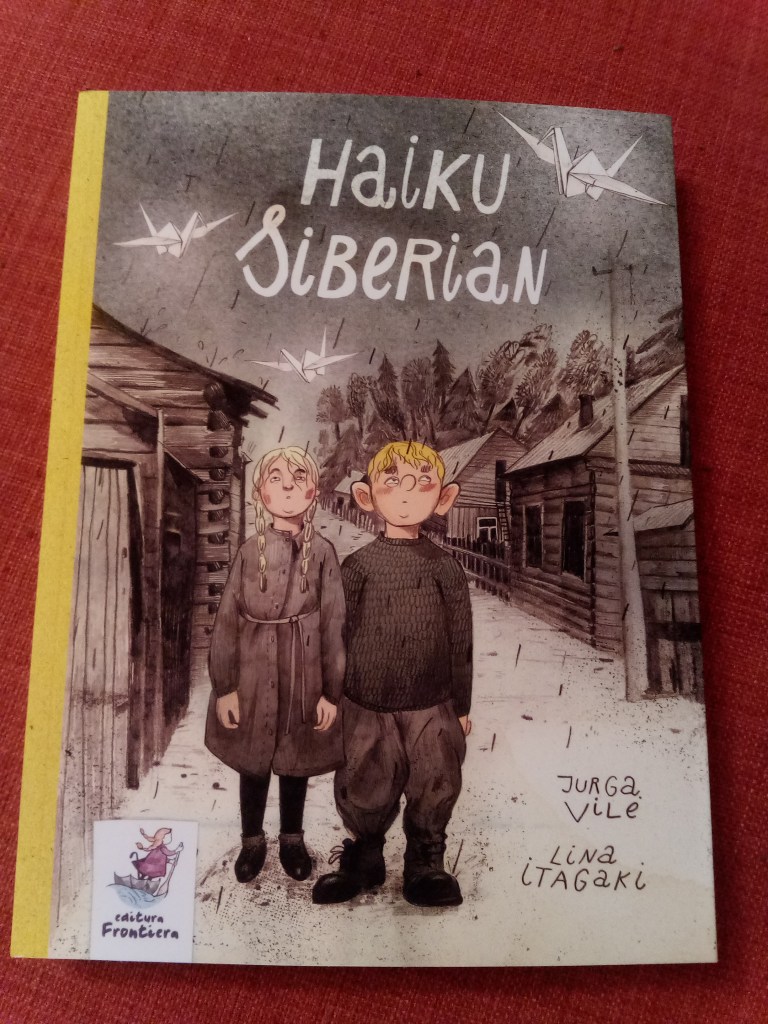 HaiKU
SiBERiaN
JURGa
ViLė
LiNa
iTAGaKi
editura
Frontiera